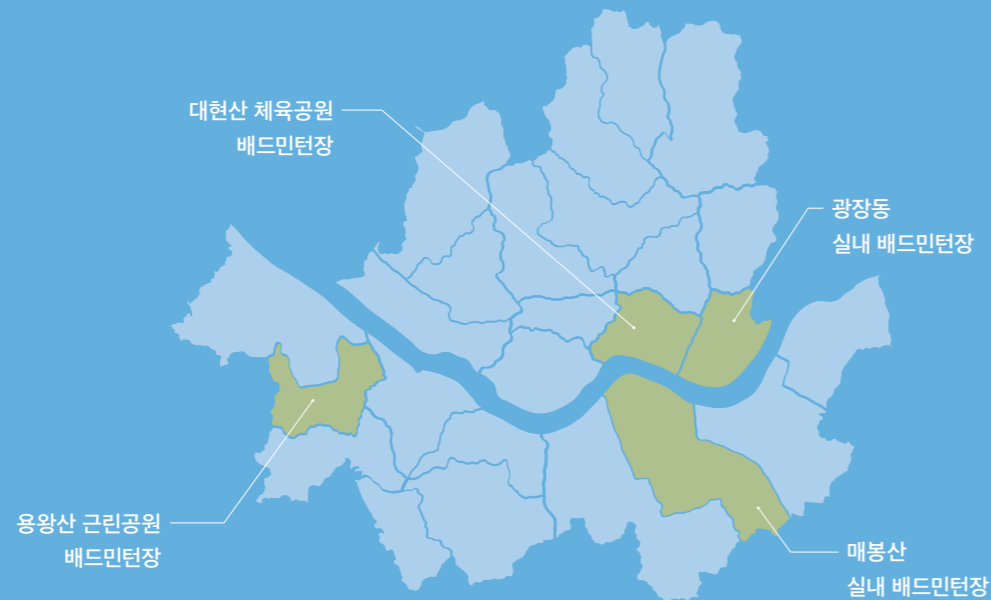 대현산 체육공원
배드민턴장
광장동
실내 배드민턴장
용왕산 근린공원
배드민턴장
매봉산
실내 배드민턴장